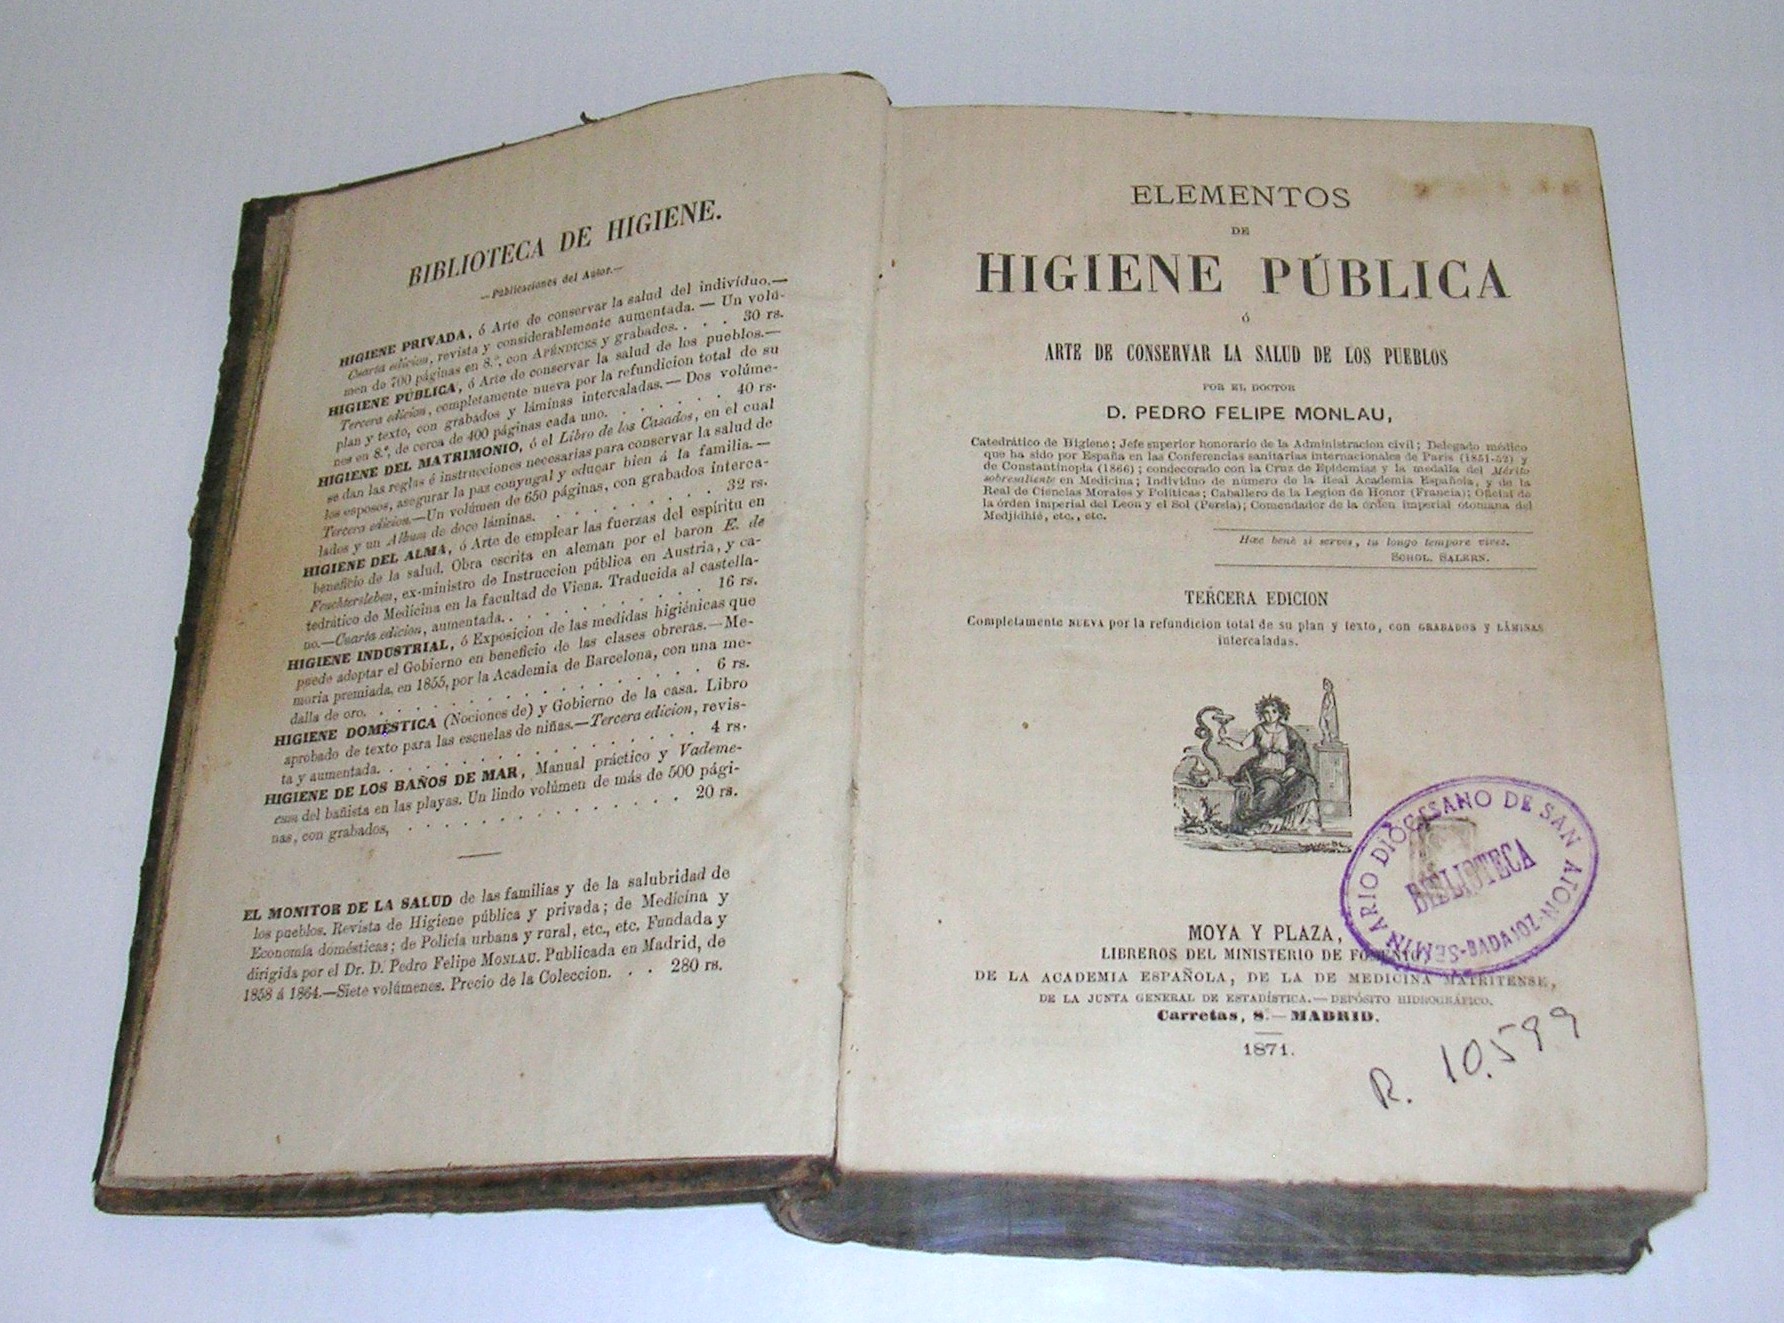 BIBLIOTECA DE HIGIENE.
—Publicaciones del Autor.—
HIGIENE PRIVADA, ó Arte de conservar la salud del indivíduo.—
Cuarta edicion, revista y considerablemente aumentada. — Un volú-
men de 700 páginas en 8.º, con APÉNDICES y grabados. . . . 30 rs.
HIGIENE PÚBLICA, ó Arte de conservar la salud de los pueblos.—
Tercera edicion, completamente nueva por la refundicion total de su
plan y texto, con grabados y láminas intercaladas. — Dos volúme-
nes en 8.º, de cerca de 400 páginas cada uno. . . . . . . 40 rs.
HIGIENE DEL MATRIMONIO, ó el Libro de los Casados, en el cual
se dan las reglas é instrucciones necesarias para conservar la salud de
los esposos, asegurar la paz conyugal y educar bien á la familia. —
Tercera edicion.—Un volúmen de 650 páginas, con grabados interca-
lados y un Album de doce láminas. . . . . . . . . 32 rs.
HIGIENE DEL ALMA, ó Arte de emplear las fuerzas del espíritu en
beneficio de la salud. Obra escrita en aleman por el baron E. de
Feuchtersleben, ex-ministro de Instruccion pública en Austria, y ca-
tedrático de Medicina en la facultad de Viena. Traducida al castella-
no.—Cuarta edicion, aumentada. . . . . . . . . . 16 rs.
HIGIENE INDUSTRIAL, ó Exposicion de las medidas higiénicas que
puede adoptar el Gobierno en beneficio de las clases obreras.—Me-
moria premiada, en 1855, por la Academia de Barcelona, con una me-
dalla de oro. . . . . . . . . . . . . . . 6 rs.
HIGIENE DOMÉSTICA (Nociones de) y Gobierno de la casa. Libro
aprobado de texto para las escuelas de niñas.—Tercera edicion, revis-
ta y aumentada. . . . . . . . . . . . . . 4 rs.
HIGIENE DE LOS BAÑOS DE MAR, Manual práctico y Vademe-
cum del bañista en las playas. Un lindo volúmen de más de 500 pági-
nas, con grabados, . . . . . . . . . . . . 20 rs.
EL MONITOR DE LA SALUD de las familias y de la salubridad de
los pueblos. Revista de Higiene pública y privada; de Medicina y
Economía domésticas; de Policía urbana y rural, etc., etc. Fundada y
dirigida por el Dr. D. Pedro Felipe MONLAU. Publicada en Madrid, de
1858 á 1864.—Siete volúmenes. Precio de la Coleccion. . . 280 rs.
ELEMENTOS
DE
HIGIENE PÚBLICA
ó
ARTE DE CONSERVAR LA SALUD DE LOS PUEBLOS
POR EL DOCTOR
D. PEDRO FELIPE MONLAU,
Catedrático de Higiene; Jefe superior honorario de la Administracion civil; Delegado médico
que ha sido por España en las Conferencias sanitarias internacionales de Paris (1851-52) y
de Constantinopla (1866); condecorado con la Cruz de Epidemias y la medalla del Mérito
sobresaliente en Medicina; Individuo de número de la Real Academia Española, y de la
Real de Ciencias Morales y Políticas; Caballero de la Legion de Honor (Francia); Oficial de
la órden imperial del Leon y el Sol (Persia); Comendador de la órden imperial otomana del
Medjidhié, etc., etc.
Hæc benè si serves, tu longo tempore vives.
SCHOL. SALERN.
TERCERA EDICION
Completamente NUEVA por la refundicion total de su plan y texto, con GRABADOS y LÁMINAS
intercaladas.
SEMINARIO DIOCESANO DE SAN ATON
BIBLIOTECA
-BADAJOZ-
MOYA Y PLAZA,
LIBREROS DEL MINISTERIO DE FOMENTO,
DE LA ACADEMIA ESPAÑOLA, DE LA DE MEDICINA MATRITENSE,
DE LA JUNTA GENERAL DE ESTADÍSTICA.—DEPÓSITO HIDROGRÁFICO.
Carretas, 8.—MADRID.
1871.
R. 10.599